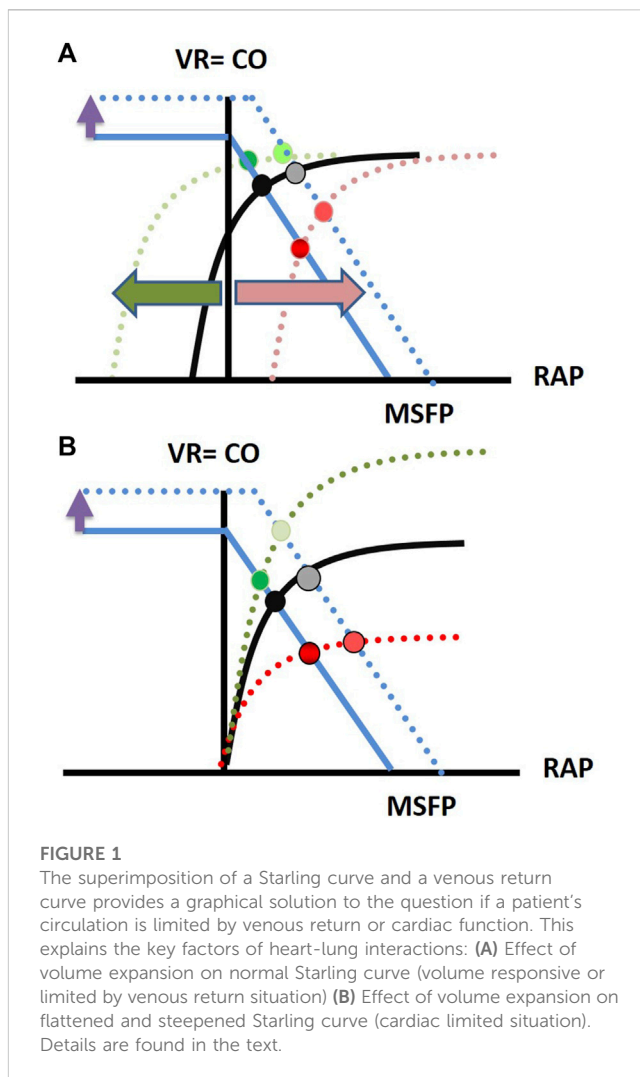 A
VR= CO
RAP
MSFP
B
VR= CO
RAP
MSFP
FIGURE 1
The superimposition of a Starling curve and a venous return
curve provides a graphical solution to the question if a patient’s
circulation is limited by venous return or cardiac function. This
explains the key factors of heart-lung interactions: (A) Effect of
volume expansion on normal Starling curve (volume responsive or
limited by venous return situation) (B) Effect of volume expansion on
flattened and steepened Starling curve (cardiac limited situation).
Details are found in the text.